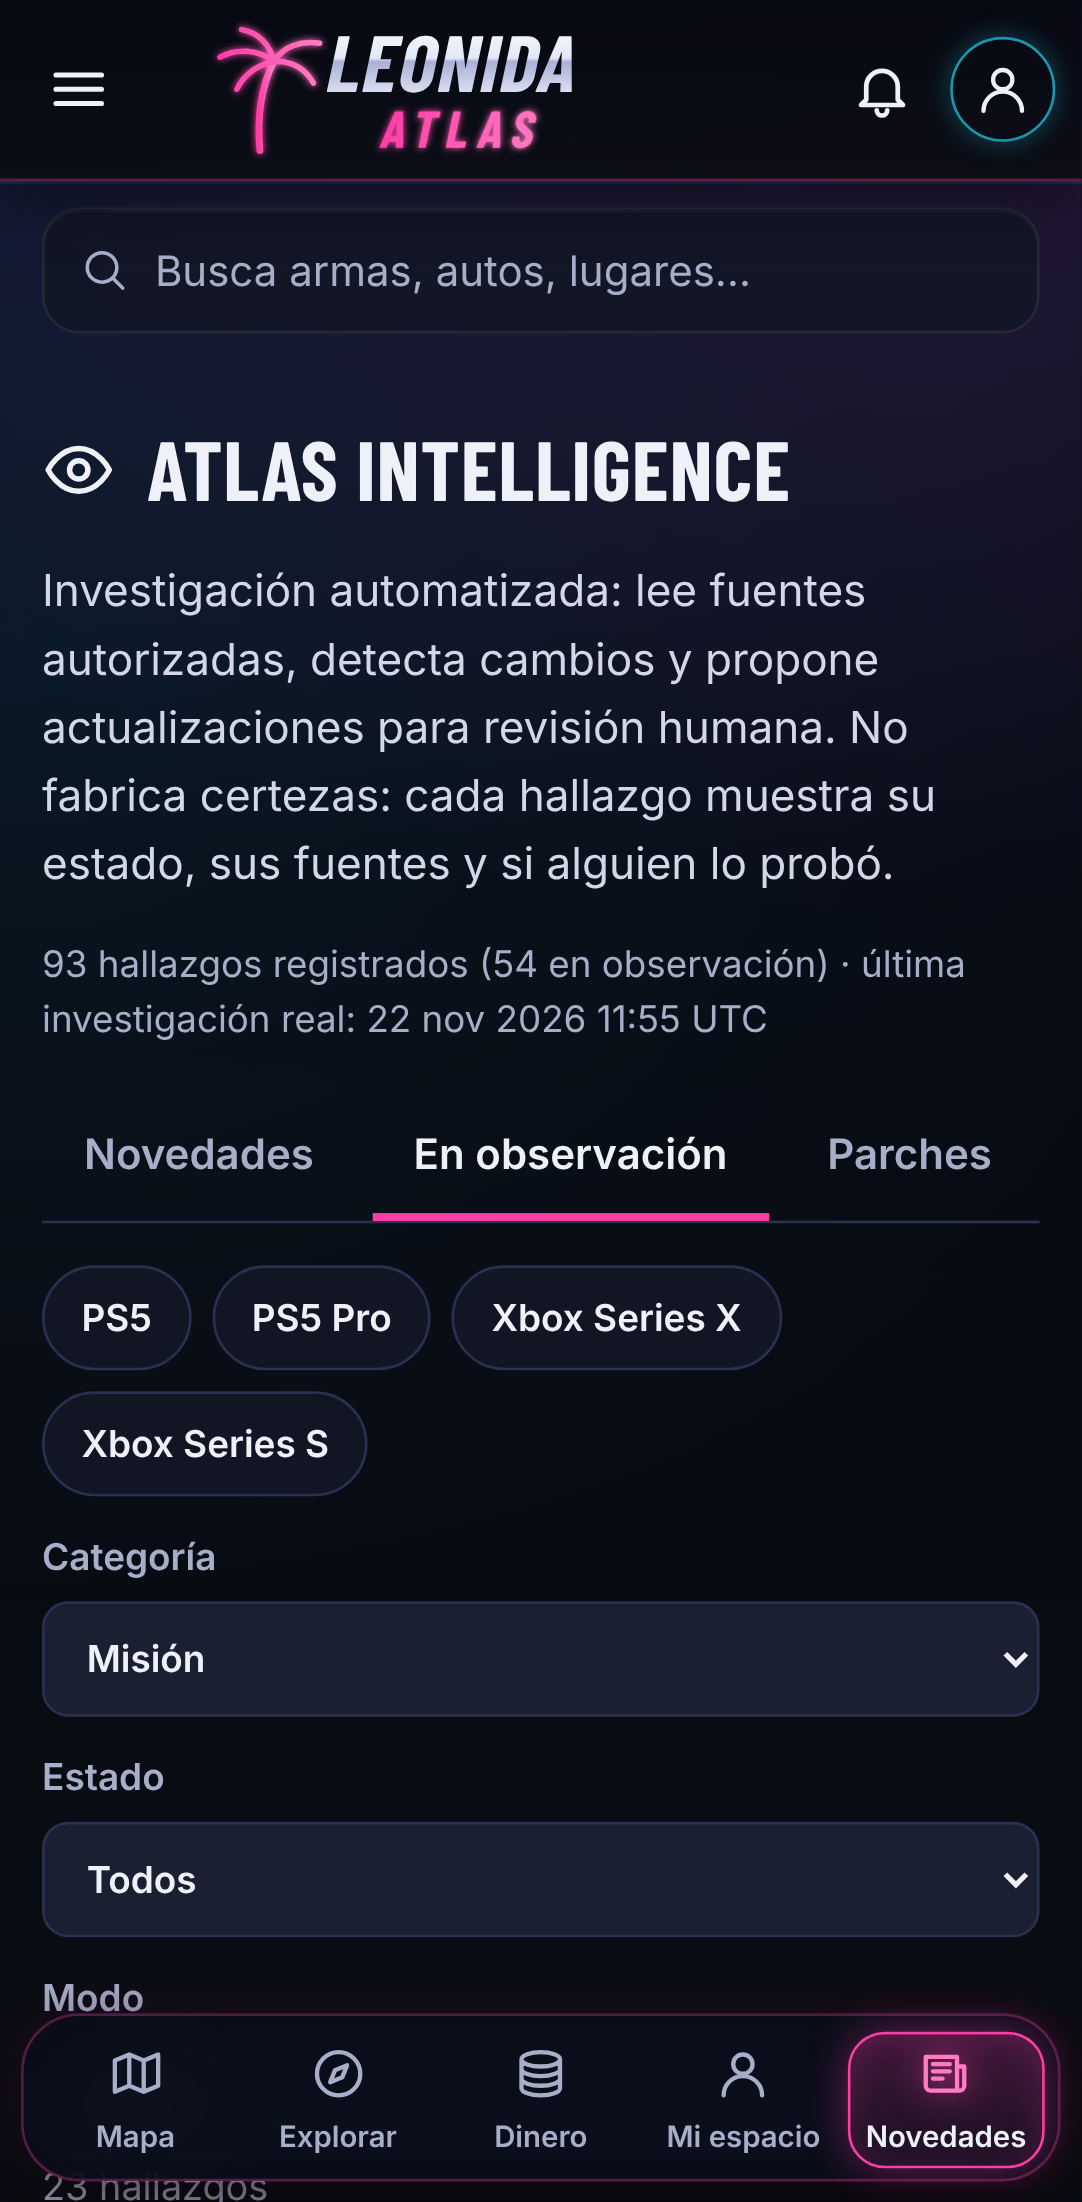 LEONIDA
ATLAS
Busca armas, autos, lugares...
ATLAS INTELLIGENCE
Investigación automatizada: lee fuentes
autorizadas, detecta cambios y propone
actualizaciones para revisión humana. No
fabrica certezas: cada hallazgo muestra su
estado, sus fuentes y si alguien lo probó.
93 hallazgos registrados (54 en observación) · última
investigación real: 22 nov 2026 11:55 UTC
Novedades En observación Parches
PS5 PS5 Pro Xbox Series X
Xbox Series S
Categoría
Misión
Estado
Todos
Modo
Mapa Explorar Dinero Mi espacio Novedades
23 hallazgos